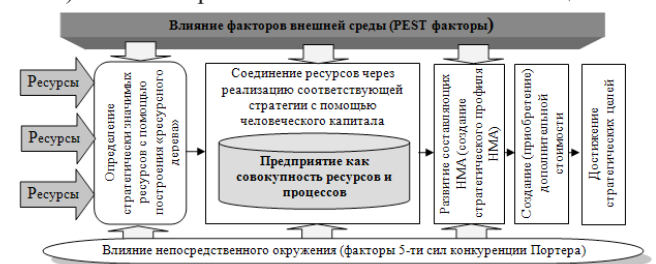 Влияние факторов внешней среды (PEST факторы)
Ресурсы
Ресурсы
Ресурсы
Определение
стратегически значимых
ресурсов с помощью
построения «ресурсного
дерева»
Соединение ресурсов через
реализацию соответствующей
стратегии с помощью
человеческого капитала
Предприятие как
совокупность ресурсов и
процессов
Развитие составляющих
НМА (создание
стратегического профиля
НМА)
Создание (приобретение)
дополнительной
стоимости
Достижение
стратегических целей
Влияние непосредственного окружения (факторы 5-ти сил конкуренции Портера)